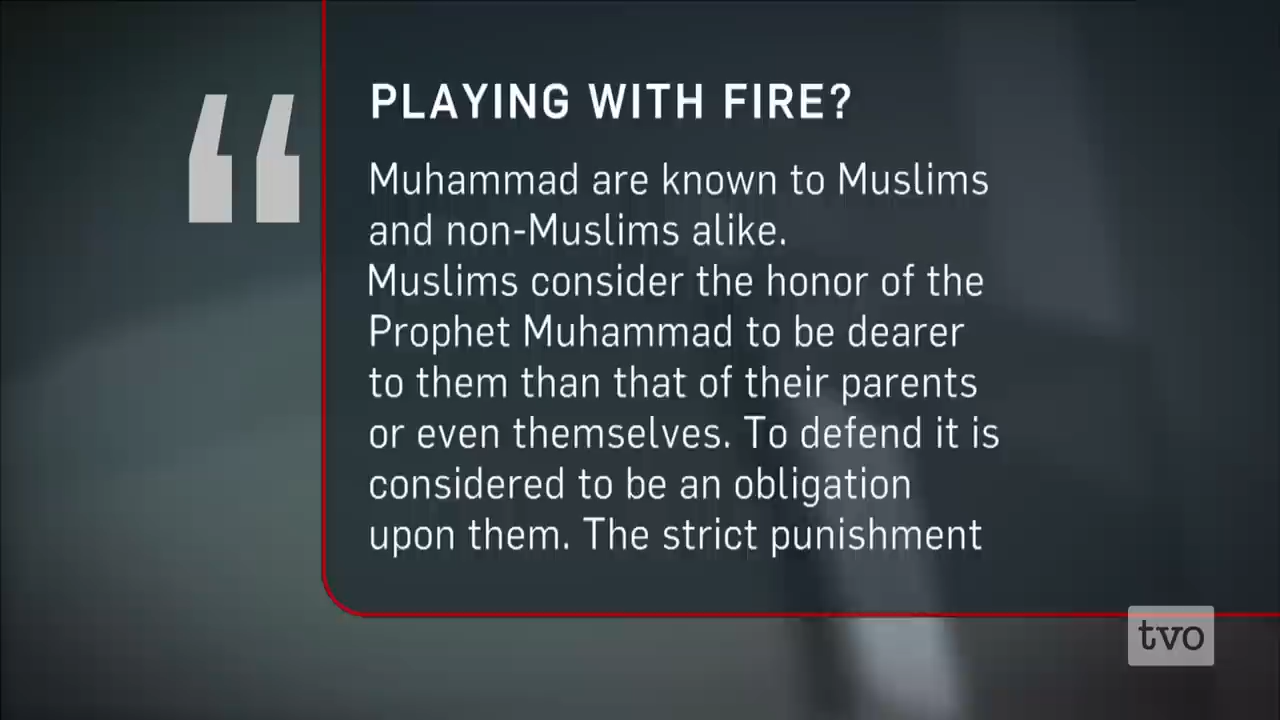 “
PLAYING WITH FIRE?
Muhammad are known to Muslims
and non-Muslims alike.
Muslims consider the honor of the
Prophet Muhammad to be dearer
to them than that of their parents
or even themselves. To defend it is
considered to be an obligation
upon them. The strict punishment
tvo